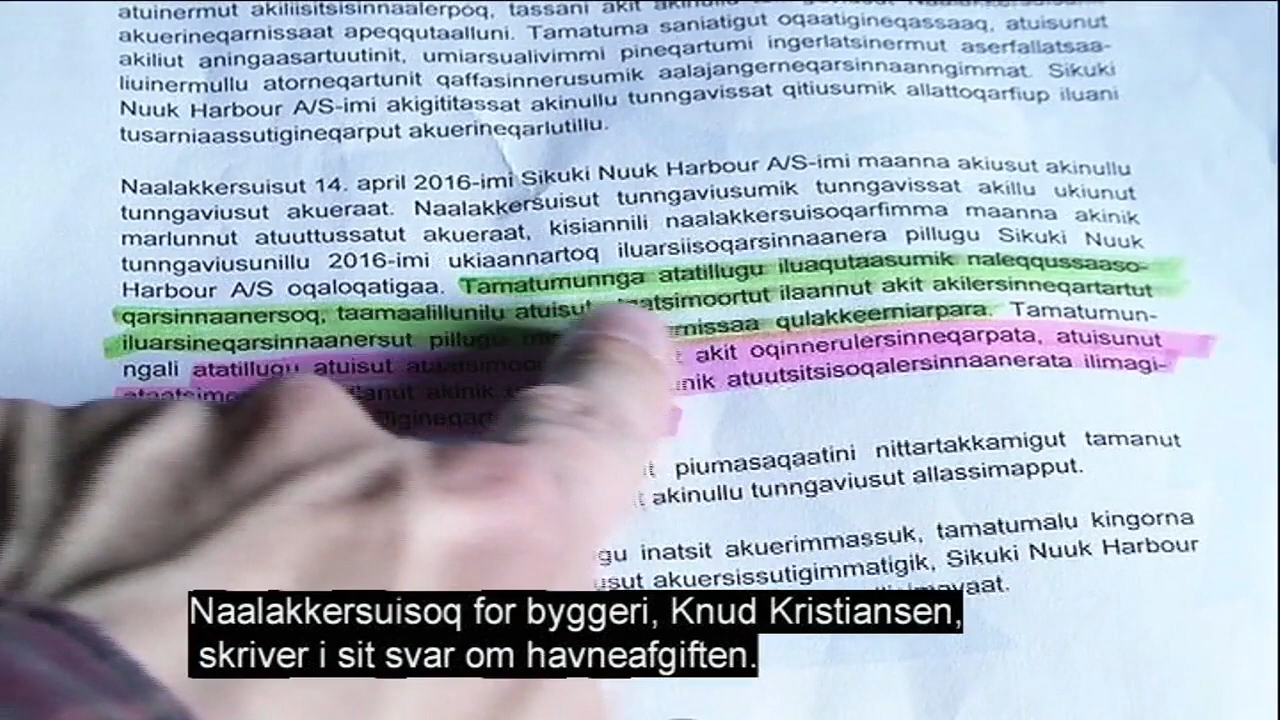 atuinermut akiliisitsisinnaalerpoq, tassani akit
akuerineqarnissaat apeqqutaalluni. Tamatuma saniatigut oqaatigineqassaaq, atuisunut
akiliut aningaasartuutinit, umiarsualivimmi pineqartumi ingerlatsinermut aserfallatsaa-
liuinermullu atorneqartunit qaffasinnerusumik aalajangerneqarsinnaanngimmat. Sikuki
Nuuk Harbour A/S-imi akigititassat akinullu tunngavissat qitiusumik allattoqarfiup iluani
tusarniaassutigineqarput akuerineqarlutillu.
Naalakkersuisut 14. april 2016-imi Sikuki Nuuk Harbour A/S-imi maanna akiusut akinullu
tunngaviusut akueraat. Naalakkersuisut tunngaviusumik tunngavissat akillu ukiunut
marlunnut atuuttussatut akueraat, kisiannili naalakkersuisoqarfimma maanna akinik
tunngaviusunillu 2016-imi ukiaannartoq iluarsiisoqarsinnaanera pillugu Sikuki Nuuk
Harbour A/S oqaloqatigaa. Tamatumunnga atatillugu iluaqutaasumik naleqqussaaso-
qarsinnaanersoq, taamaalillunilu ilaannut akit akilersinneqartartut
iluarsineqarsinnaanersut pillugu qulakkeerniarpara. Tamatumun-
ngali atatillugu atuisut akit oqinnerulersinneqarpata, atuisunut
atuutsitsisoqalersinnaanerata ilimagi-
piumasaqaatini nittartakkamigut tamanut
akinullu tunngaviusut allassimapput.
inatsit akuerimmassuk, tamatumalu kingorna
akuersissutigimmatigik, Sikuki Nuuk Harbour
Naalakkersuisoq for byggeri, Knud Kristiansen,
skriver i sit svar om havneafgiften.